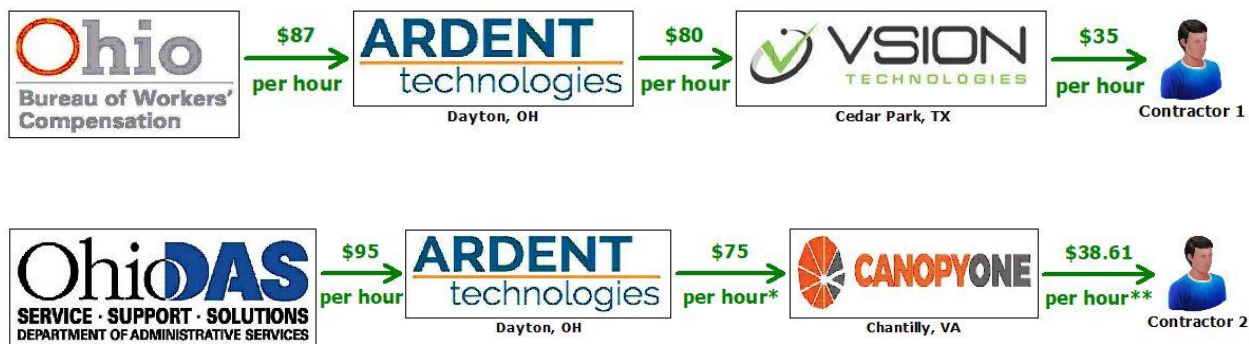 Ohio
Bureau of Workers'
Compensation
$87
per hour
ARDENT
technologies
Dayton, OH
$80
per hour
VSION
TECHNOLOGIES
Cedar Park, TX
$35
per hour
Contractor 1
OhioDAS
SERVICE · SUPPORT · SOLUTIONS
DEPARTMENT OF ADMINISTRATIVE SERVICES
$95
per hour
ARDENT
technologies
Dayton, OH
$75
per hour*
CANOPYONE
Chantilly, VA
$38.61
per hour**
Contractor 2